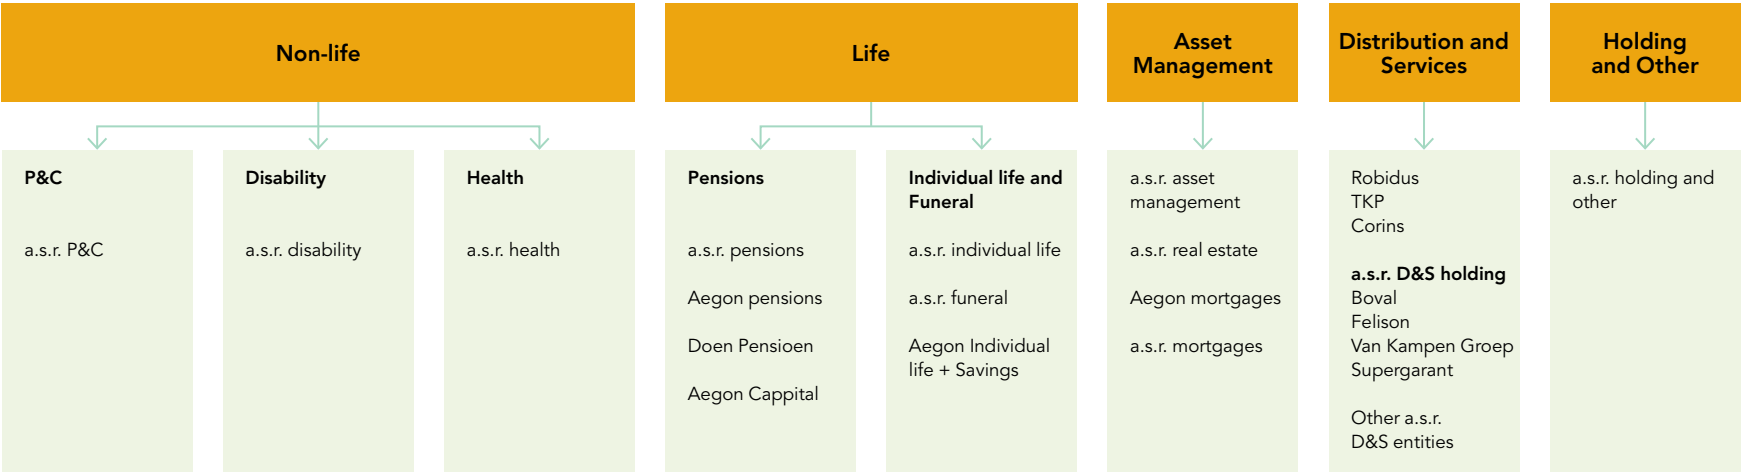 Non-life
Life
Asset
Management
Distribution and
Services
Holding
and Other
P&C
a.s.r. P&C
Disability
a.s.r. disability
Health
a.s.r. health
Pensions
a.s.r. pensions
Aegon pensions
Doen Pensioen
Aegon Cappital
Individual life and
Funeral
a.s.r. individual life
a.s.r. funeral
Aegon Individual
life + Savings
a.s.r. asset
management
a.s.r. real estate
Aegon mortgages
a.s.r. mortgages
Robidus
TKP
Corins
a.s.r. D&S holding
Boval
Felison
Van Kampen Groep
Supergarant
Other a.s.r.
D&S entities
a.s.r. holding and
other